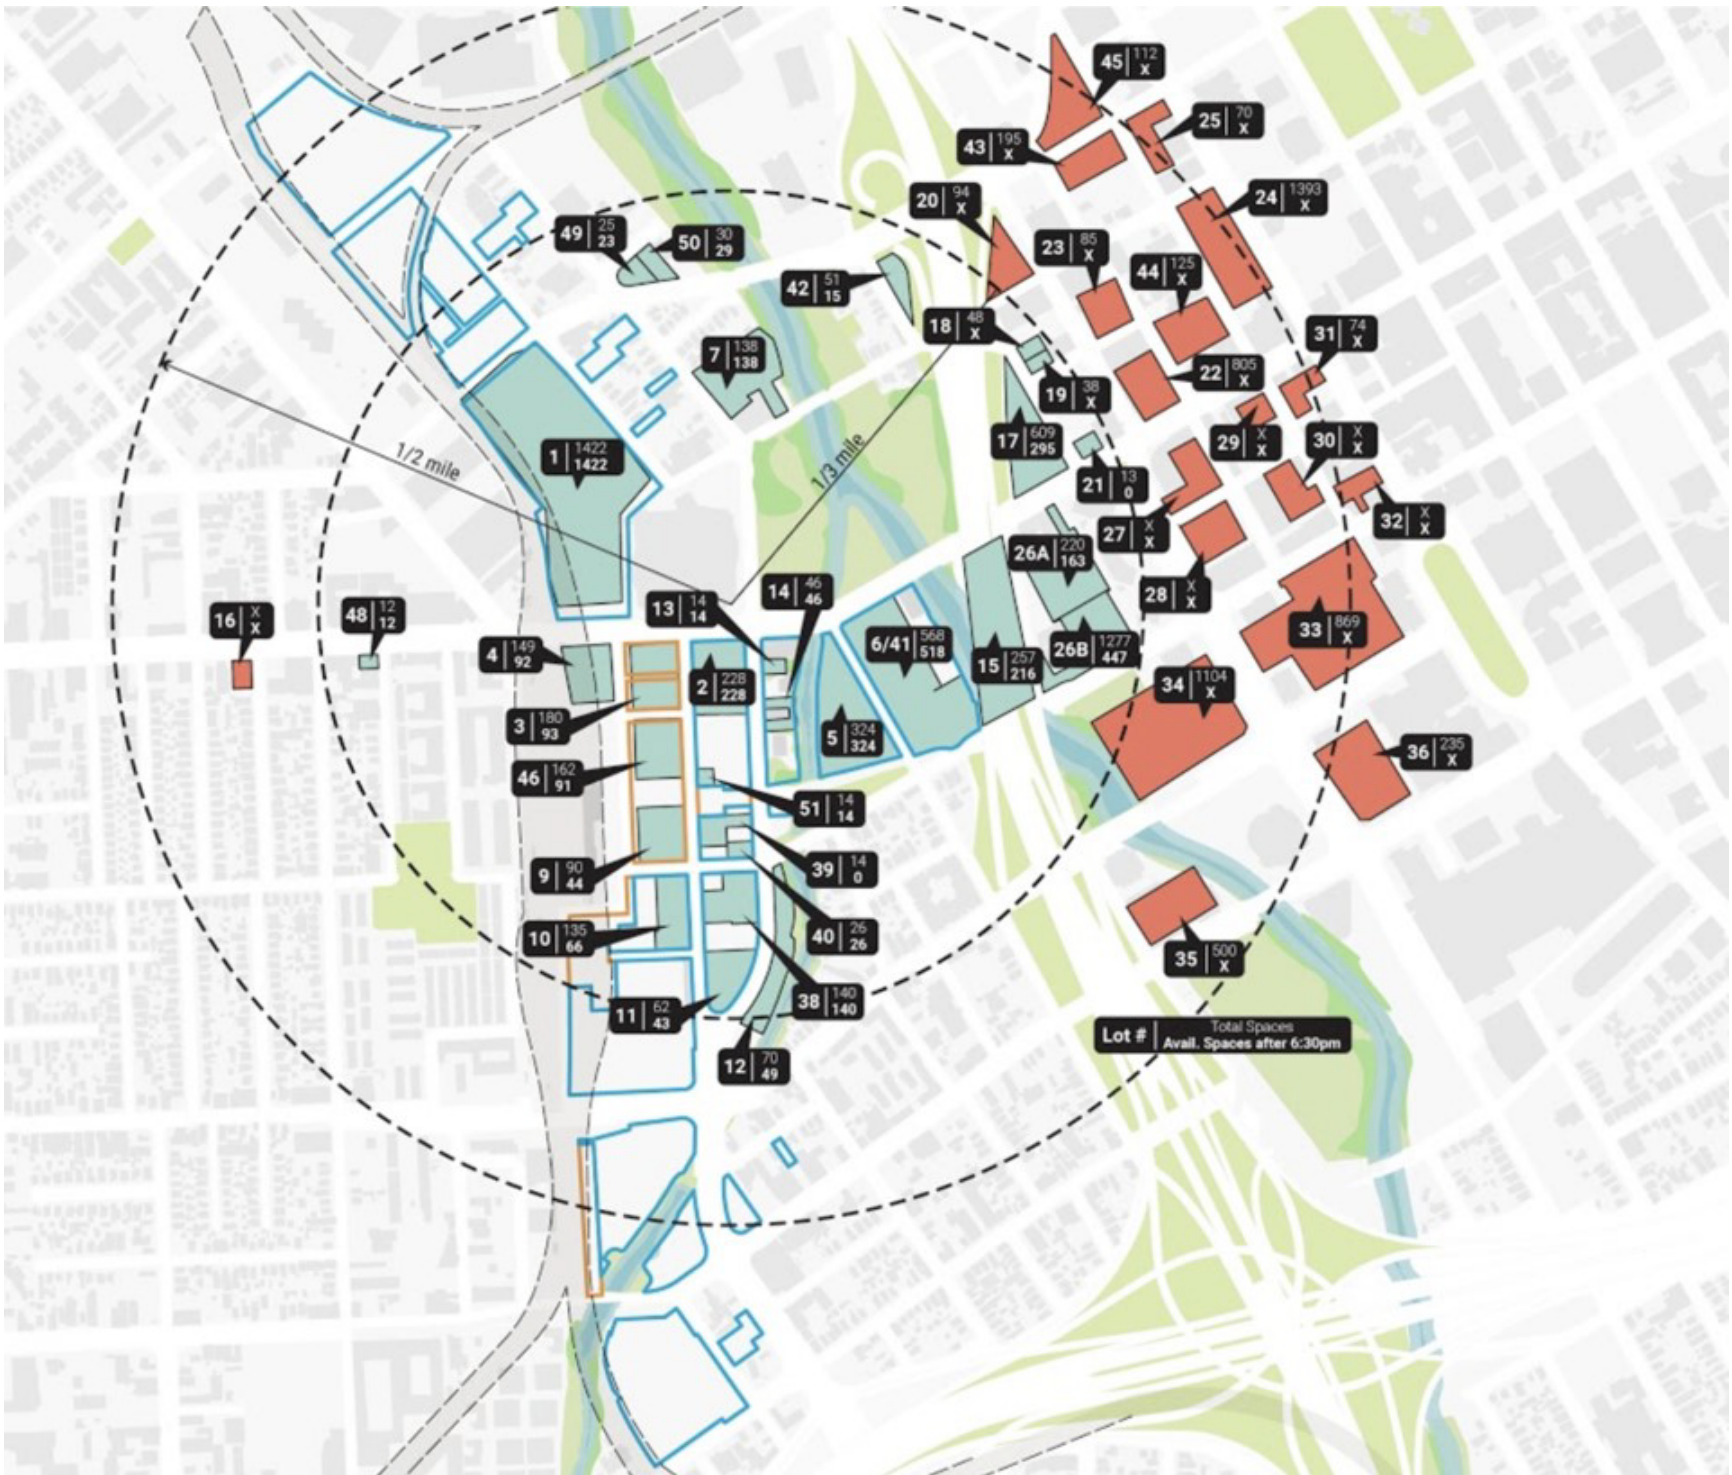 45 | 112
X
25 | 70
X
43 | 195
X
24 | 1393
X
20 | 94
X
49 | 25
23
50 | 30
29
23 | 85
X
44 | 125
X
42 | 51
15
18 | 48
X
31 | 74
X
7 | 138
138
22 | 805
X
19 | 38
X
1 | 1422
1422
1/2 mile
1/3 mile
17 | 609
295
29 | X
X
30 | X
X
21 | 13
0
32 | X
X
27 | X
X
26A | 220
163
28 | X
X
14 | 46
46
13 | 14
14
16 | X
X
48 | 12
12
33 | 869
X
6/41 | 568
518
26B | 1277
447
4 | 149
92
15 | 257
216
2 | 228
228
34 | 1104
X
3 | 180
93
5 | 324
324
36 | 235
X
46 | 162
91
51 | 14
14
9 | 90
44
39 | 14
0
10 | 135
66
40 | 26
26
35 | 500
X
38 | 140
140
11 | 62
43
Lot # | Total Spaces
Avail. Spaces after 6:30pm
12 | 70
49